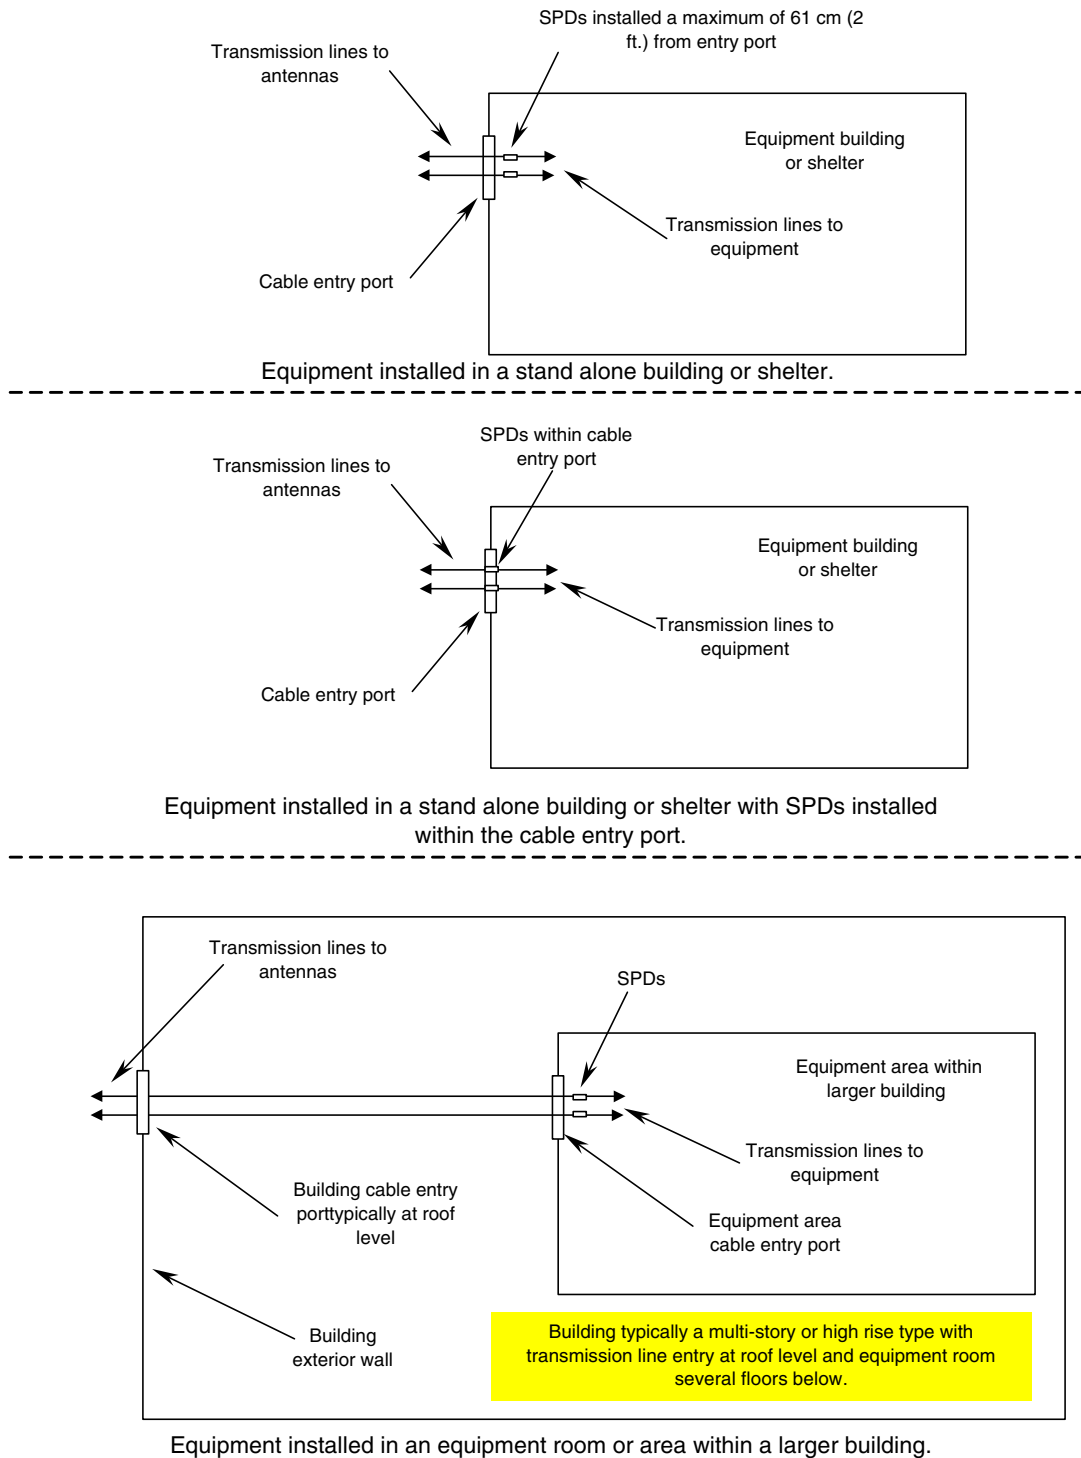 SPDs installed a maximum of 61 cm (2
ft.) from entry port
Transmission lines to
antennas
Equipment building
or shelter
Transmission lines to
equipment
Cable entry port
Equipment installed in a stand alone building or shelter.
SPDs within cable
entry port
Transmission lines to
antennas
Equipment building
or shelter
Transmission lines to
equipment
Cable entry port
Equipment installed in a stand alone building or shelter with SPDs installed
within the cable entry port.
Transmission lines to
antennas
SPDs
Equipment area within
larger building
Transmission lines to
equipment
Building cable entry
porttypically at roof
level
Equipment area
cable entry port
Building
exterior wall
Building typically a multi-story or high rise type with
transmission line entry at roof level and equipment room
several floors below.
Equipment installed in an equipment room or area within a larger building.